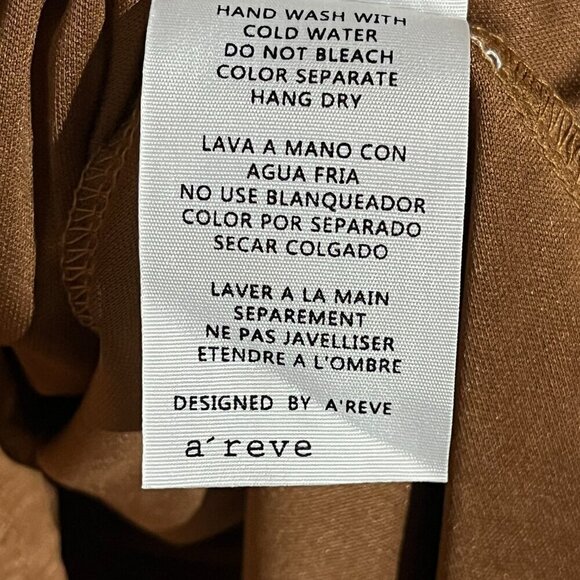 HAND WASH WITH
COLD WATER
DO NOT BLEACH
COLOR SEPARATE
HANG DRY
LAVA A MANO CON
AGUA FRIA
NO USE BLANQUEADOR
COLOR POR SEPARADO
SECAR COLGADO
LAVER A LA MAIN
SEPAREMENT
NE PAS JAVELLISER
ETENDRE A L'OMBRE
DESIGNED BY A'REVE
a´reve